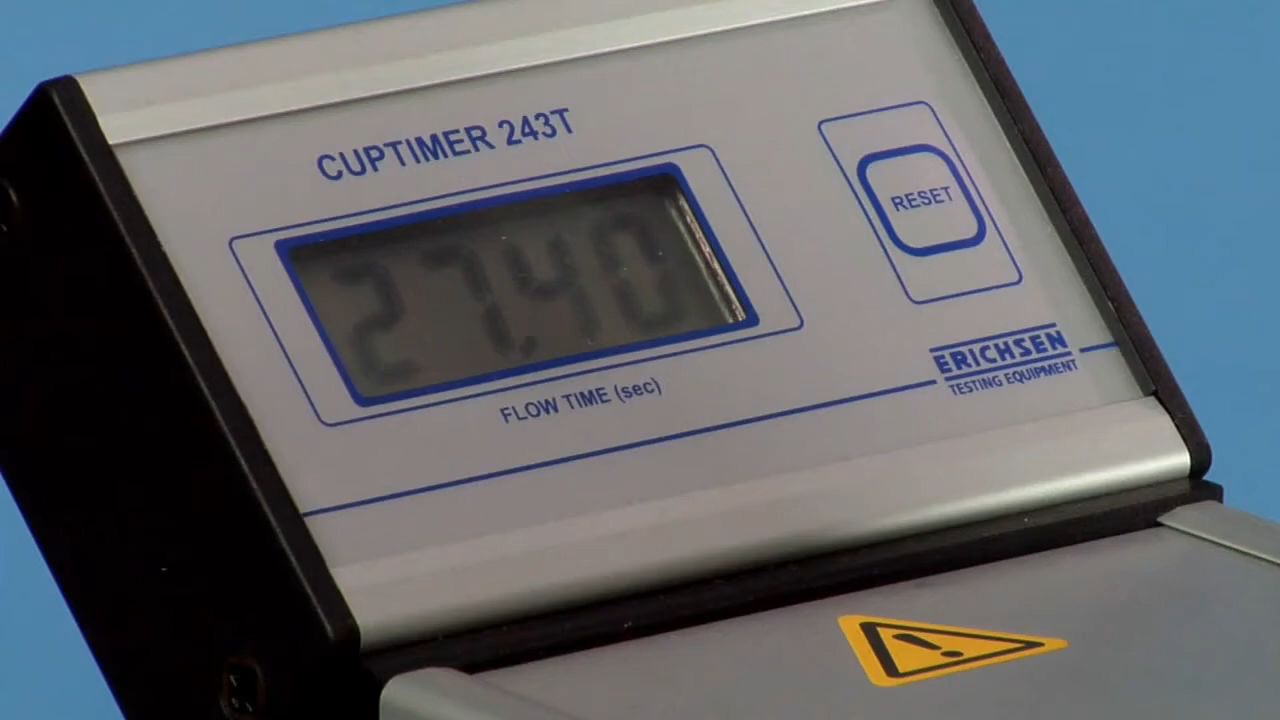 CUPTIMER 243T
27.40
FLOW TIME (sec)
RESET
ERICHSEN
TESTING EQUIPMENT